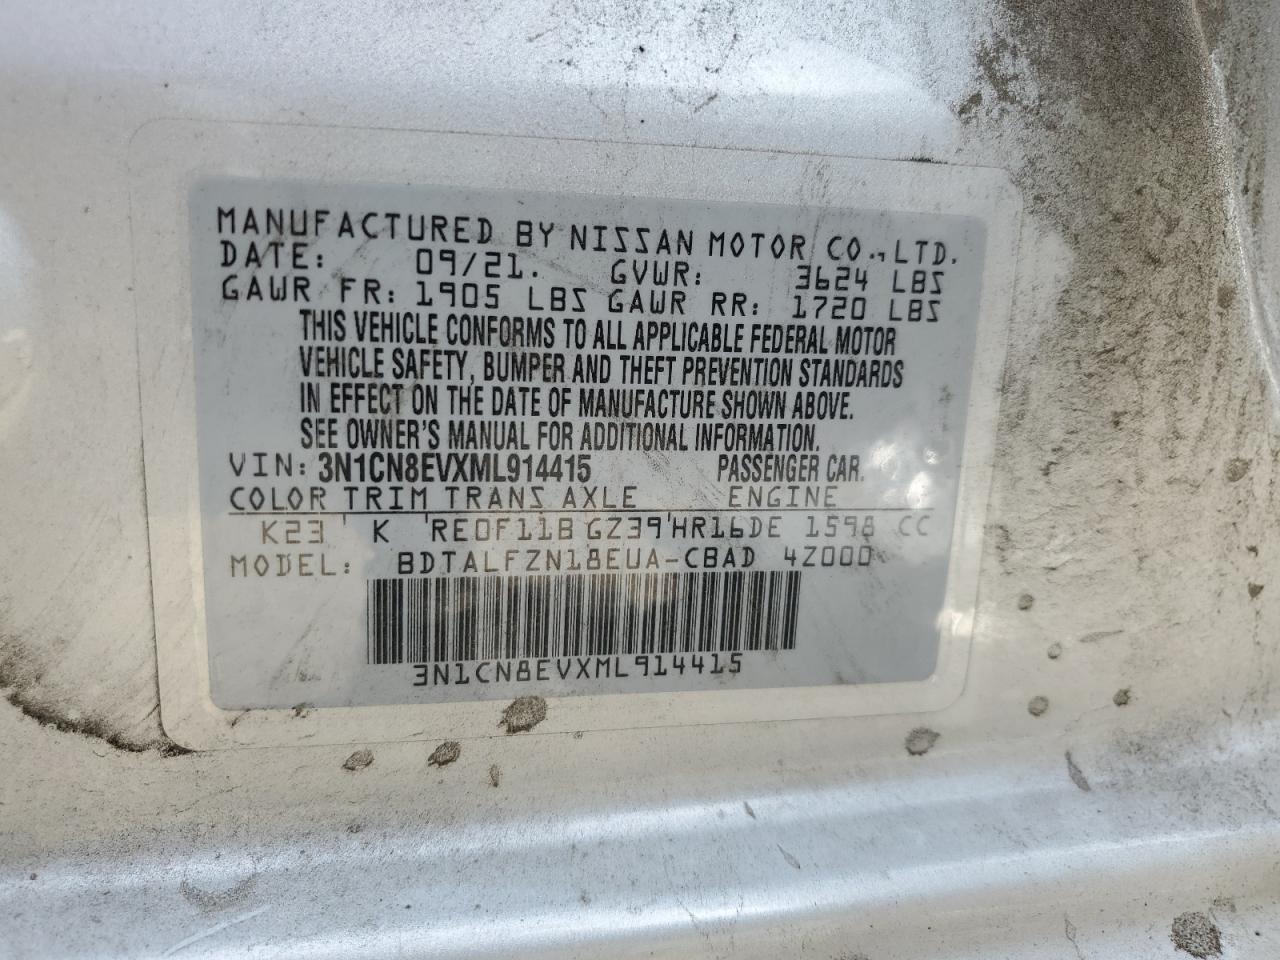 MANUFACTURED BY NISSAN MOTOR CO., LTD.
DATE: 09/21. GVWR: 3624 LBS
GAWR FR: 1905 LBS GAWR RR: 1720 LBS
THIS VEHICLE CONFORMS TO ALL APPLICABLE FEDERAL MOTOR
VEHICLE SAFETY, BUMPER AND THEFT PREVENTION STANDARDS
IN EFFECT ON THE DATE OF MANUFACTURE SHOWN ABOVE.
SEE OWNER'S MANUAL FOR ADDITIONAL INFORMATION.
VIN: 3N1CN8EVXML914415 PASSENGER CAR.
COLOR TRIM TRANS AXLE ENGINE
K23 ' K 'RE0F11B GZ39'HR16DE 1598 CC
MODEL: BDTALFZN18EUA-CBAD 4Z000
3N1CN8EVXML914415